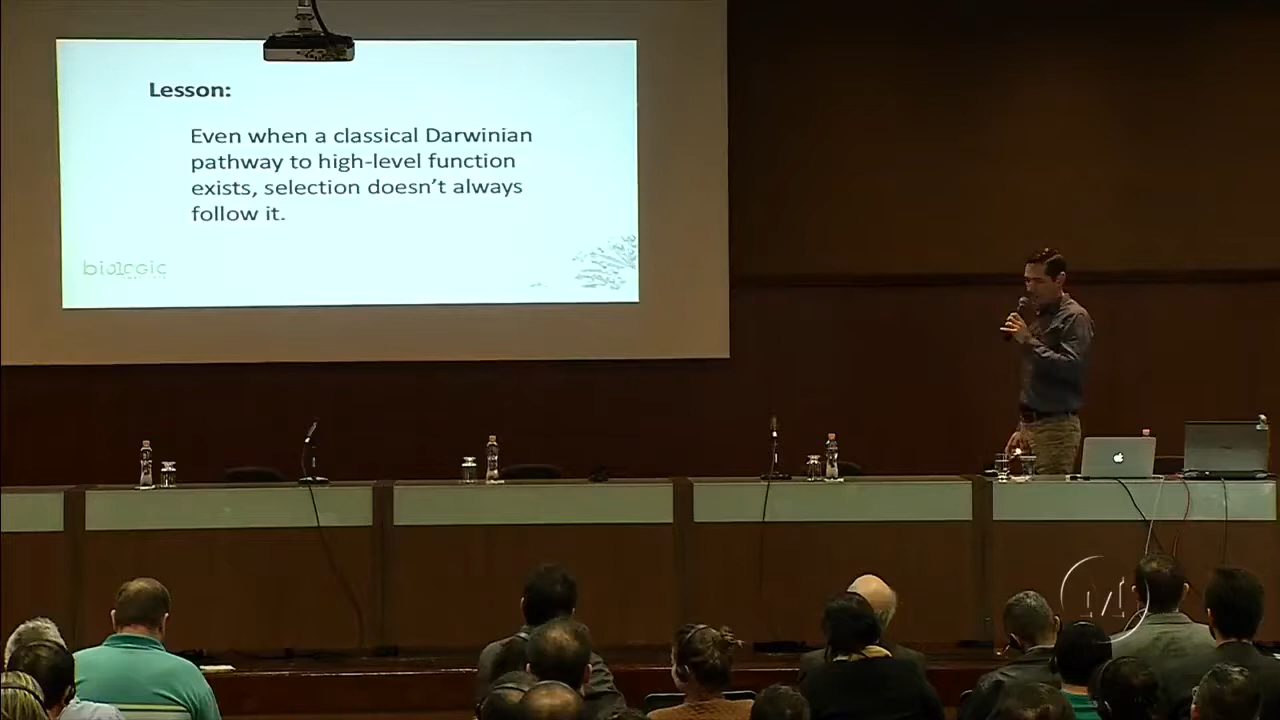 Lesson:
Even when a classical Darwinian
pathway to high-level function
exists, selection doesn't always
follow it.
biologic